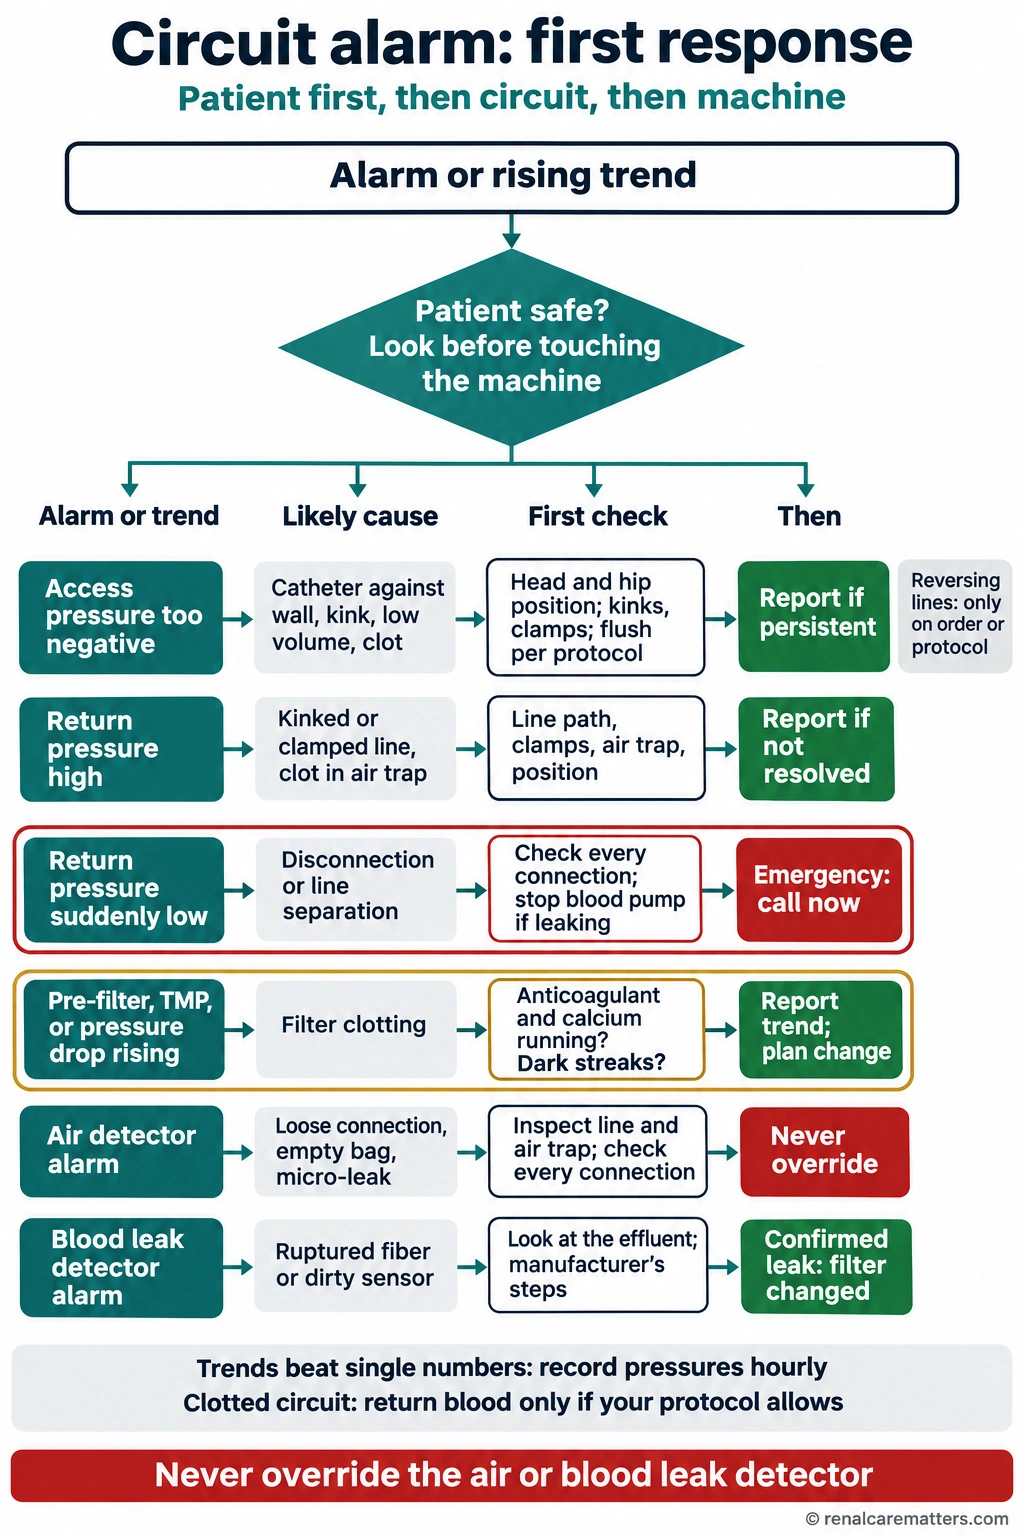 Circuit alarm: first response
Patient first, then circuit, then machine
Alarm or rising trend
Patient safe?
Look before touching
the machine
Alarm or trend
Likely cause
First check
Then
Access
pressure too
negative
Catheter against
wall, kink, low
volume, clot
Head and hip
position; kinks,
clamps; flush
per protocol
Report if
persistent
Reversing
lines: only
on order or
protocol
Return
pressure
high
Kinked or
clamped line,
clot in air trap
Line path,
clamps, air trap,
position
Report if
not
resolved
Return
pressure
suddenly low
Disconnection
or line
separation
Check every
connection;
stop blood pump
if leaking
Emergency:
call now
Pre-filter, TMP,
or pressure
drop rising
Filter clotting
Anticoagulant
and calcium
running?
Dark streaks?
Report
trend;
plan change
Air detector
alarm
Loose connection,
empty bag,
micro-leak
Inspect line and
air trap; check
every connection
Never
override
Blood leak
detector
alarm
Ruptured fiber
or dirty sensor
Look at the effluent;
manufacturer's
steps
Confirmed
leak: filter
changed
Trends beat single numbers: record pressures hourly
Clotted circuit: return blood only if your protocol allows
Never override the air or blood leak detector
© renalcarematters.com